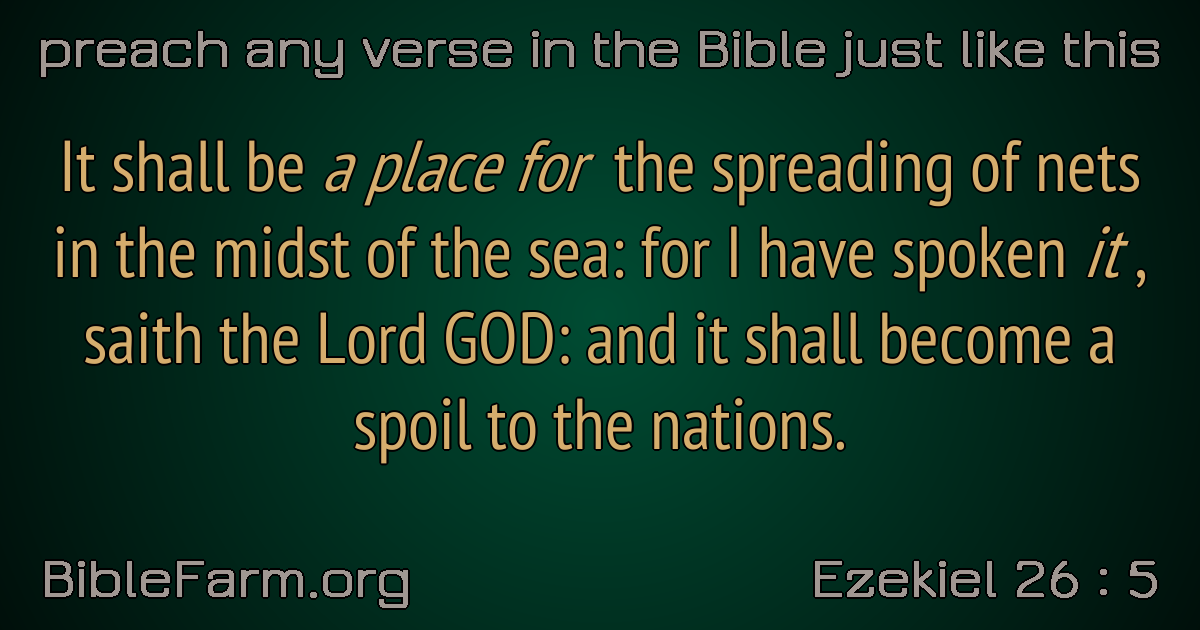 preach any verse in the Bible just like this
It shall be a place for the spreading of nets
in the midst of the sea: for I have spoken it ,
saith the Lord GOD: and it shall become a
spoil to the nations.
BibleFarm.org
Ezekiel 26 : 5